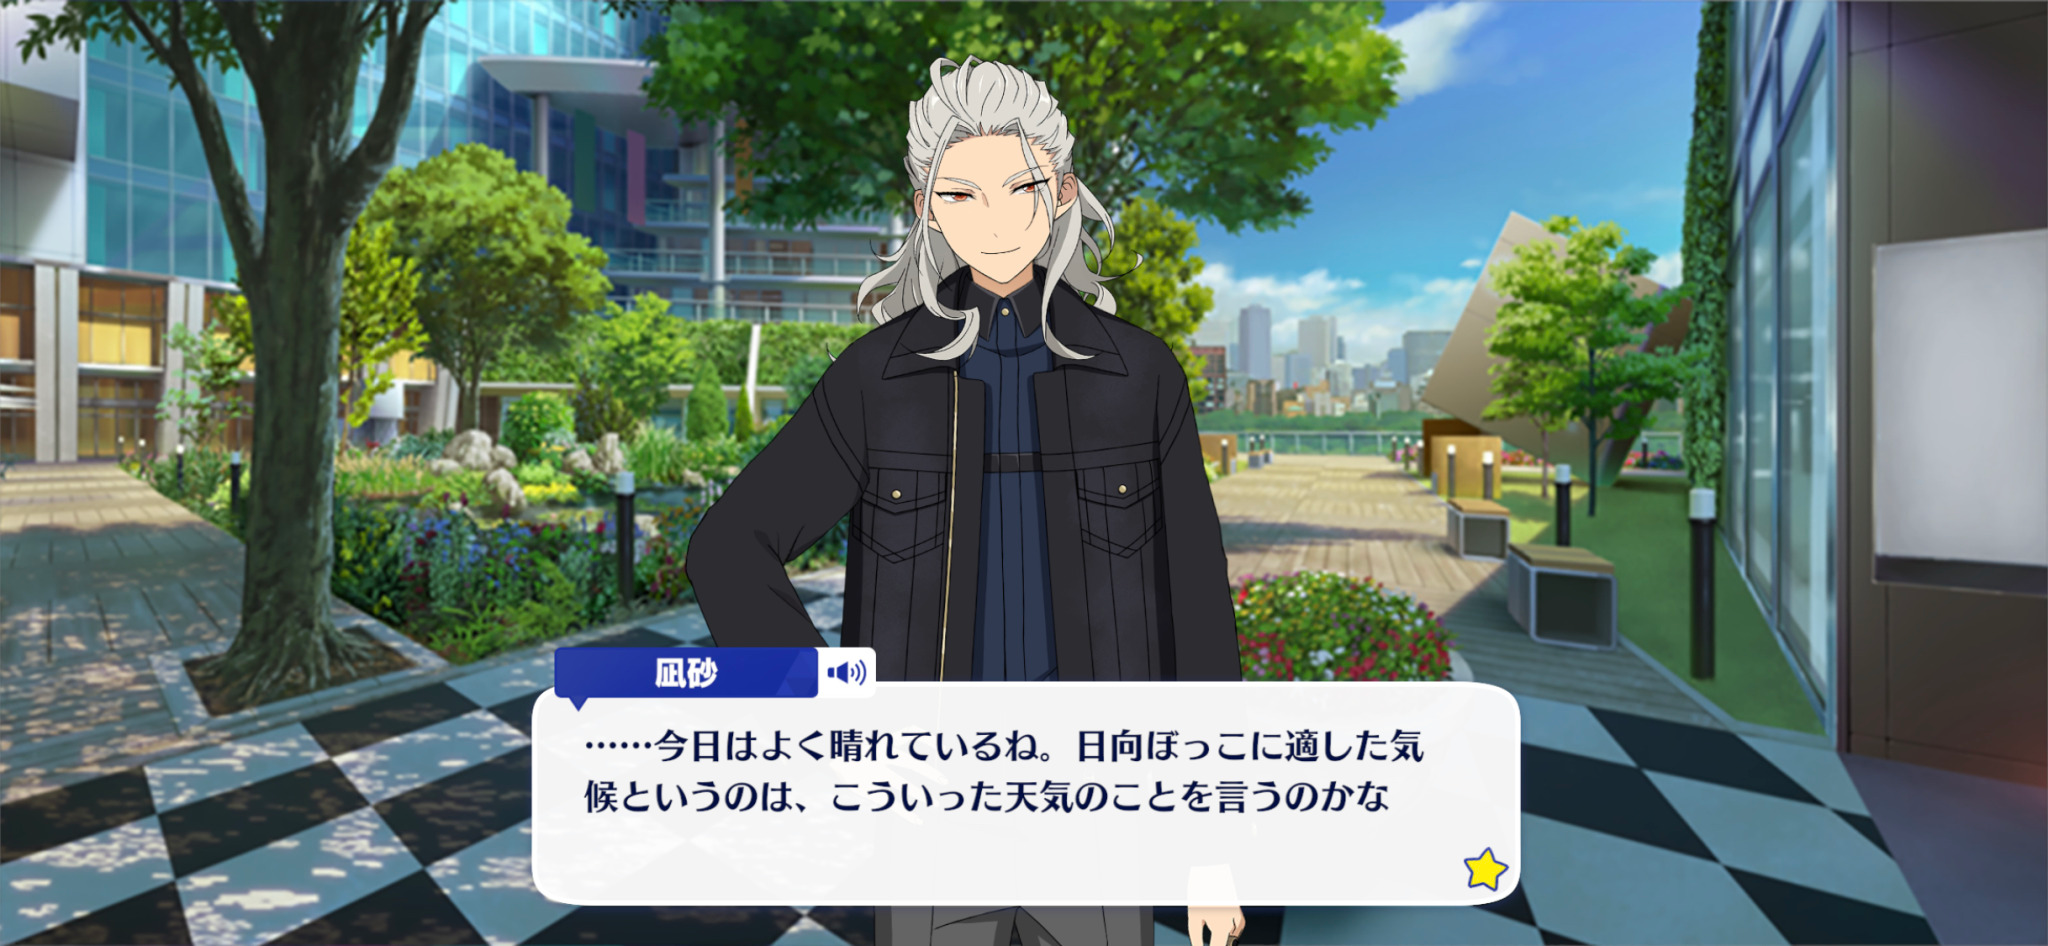 凪砂
……今日はよく晴れているね。日向ぼっこに適した気
候というのは、こういった天気のことを言うのかな